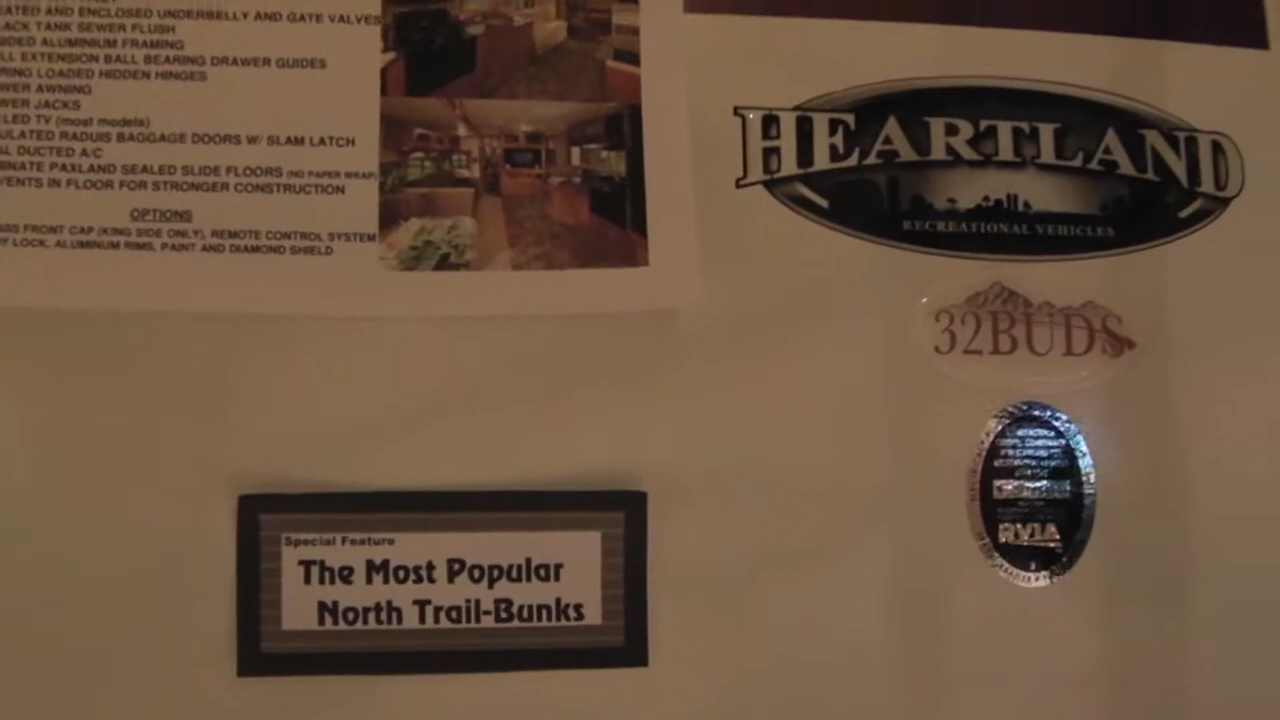 EATED AND ENCLOSED UNDERBELLY AND GATE VALVES
LACK TANK SEWER FLUSH
DED ALUMINIUM FRAMING
LL EXTENSION BALL BEARING DRAWER GUIDES
RING LOADED HIDDEN HINGES
WER AWNING
WER JACKS
LED TV (most models)
ULATED RADUIS BAGGAGE DOORS W/ SLAM LATCH
AL DUCTED A/C
INATE PAXLAND SEALED SLIDE FLOORS (NO PAPER WRAP)
VENTS IN FLOOR FOR STRONGER CONSTRUCTION
OPTIONS
SS FRONT CAP (KING SIDE ONLY), REMOTE CONTROL SYSTEM
Y LOCK, ALUMINUM RIMS, PAINT AND DIAMOND SHIELD
HEARTLAND
RECREATIONAL VEHICLES
32BUDS
RVIA
Special Feature
The Most Popular
North Trail-Bunks